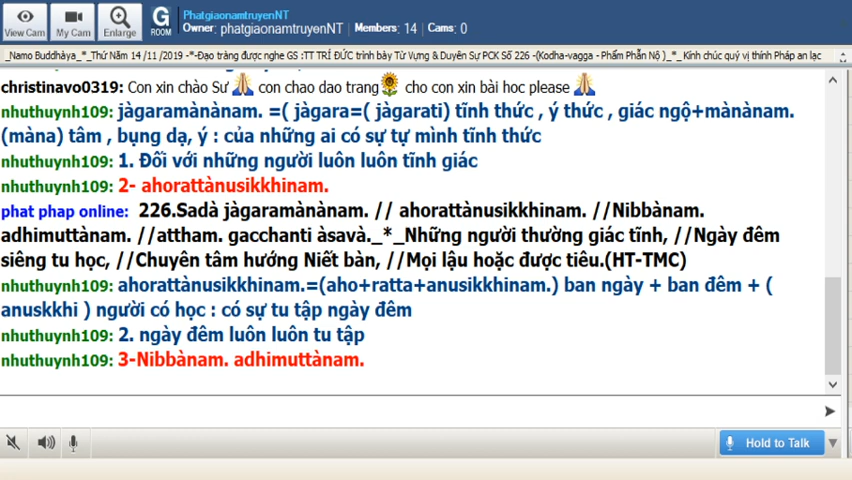 View Cam
My Cam
Enlarge
G
ROOM
PhatgiaonamtruyenNT
Owner: phatgiaonamtruyenNT | Members: 14 | Cams: 0
_Namo Buddhàya_*_Thứ Năm 14 /11 /2019 -*-Đạo tràng được nghe GS :TT TRÍ ĐỨC trình bày Từ Vựng & Duyên Sự PCK Số 226 -(Kodha-vagga - Phẩm Phẫn Nộ )_*_ Kính chúc quý vị thính Pháp an lạc
christinavo0319: Con xin chào Sư con chao dao trang cho con xin bài hoc please
nhuthuynh109: jàgaramànànam. =( jàgara=( jàgarati) tĩnh thức , ý thức , giác ngộ+mànànam.
(màna) tâm , bụng dạ, ý : của những ai có sự tự mình tĩnh thức
nhuthuynh109: 1. Đối với những người luôn luôn tĩnh giác
nhuthuynh109: 2- ahorattànusikkhinam.
phat phap online: 226.Sadà jàgaramànànam. // ahorattànusikkhinam. //Nibbànam.
adhimuttànam. //attham. gacchanti àsavà._*_Những người thường giác tĩnh, //Ngày đêm
siêng tu học, //Chuyên tâm hướng Niết bàn, //Mọi lậu hoặc được tiêu.(HT-TMC)
nhuthuynh109: ahorattànusikkhinam.=(aho+ratta+anusikkhinam.) ban ngày + ban đêm + (
anuskkhi ) người có học : có sự tu tập ngày đêm
nhuthuynh109: 2. ngày đêm luôn luôn tu tập
nhuthuynh109: 3-Nibbànam. adhimuttànam.
Hold to Talk